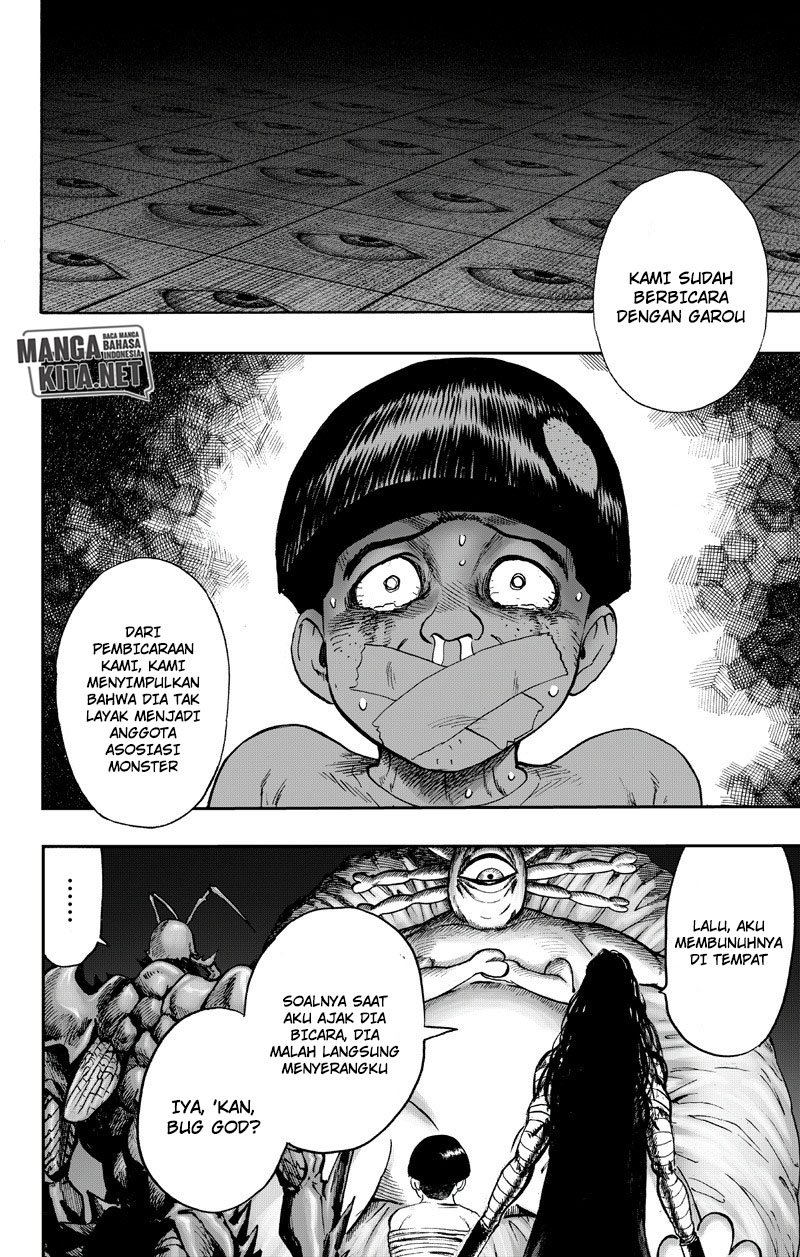 KAMI SUDAH
BERBICARA
DENGAN GAROU
MANGA
KITA.NET
BACA MANGA
BAHASA
INDONESIA
DARI
PEMBICARAAN
KAMI, KAMI
MENYIMPULKAN
BAHWA DIA TAK
LAYAK MENJADI
ANGGOTA
ASOSIASI
MONSTER
LALU, AKU
MEMBUNUHNYA
DI TEMPAT
SOALNYA SAAT
AKU AJAK DIA
BICARA, DIA
MALAH LANGSUNG
MENYERANGKU
IYA, 'KAN,
BUG GOD?
......